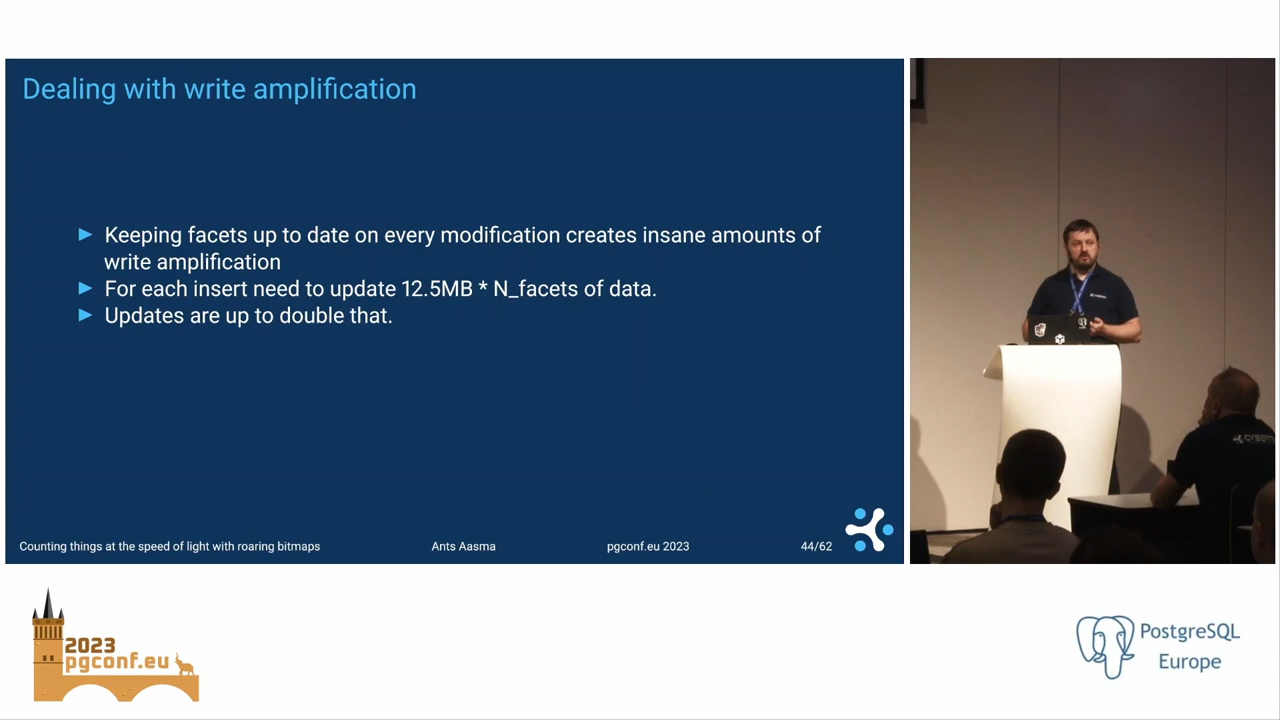 Dealing with write amplification
Keeping facets up to date on every modification creates insane amounts of
write amplification
For each insert need to update 12.5MB * N_facets of data.
Updates are up to double that.
Counting things at the speed of light with roaring bitmaps
Ants Aasma
pgconf.eu 2023
44/62
2023
pgconf.eu
PostgreSQL
Europe